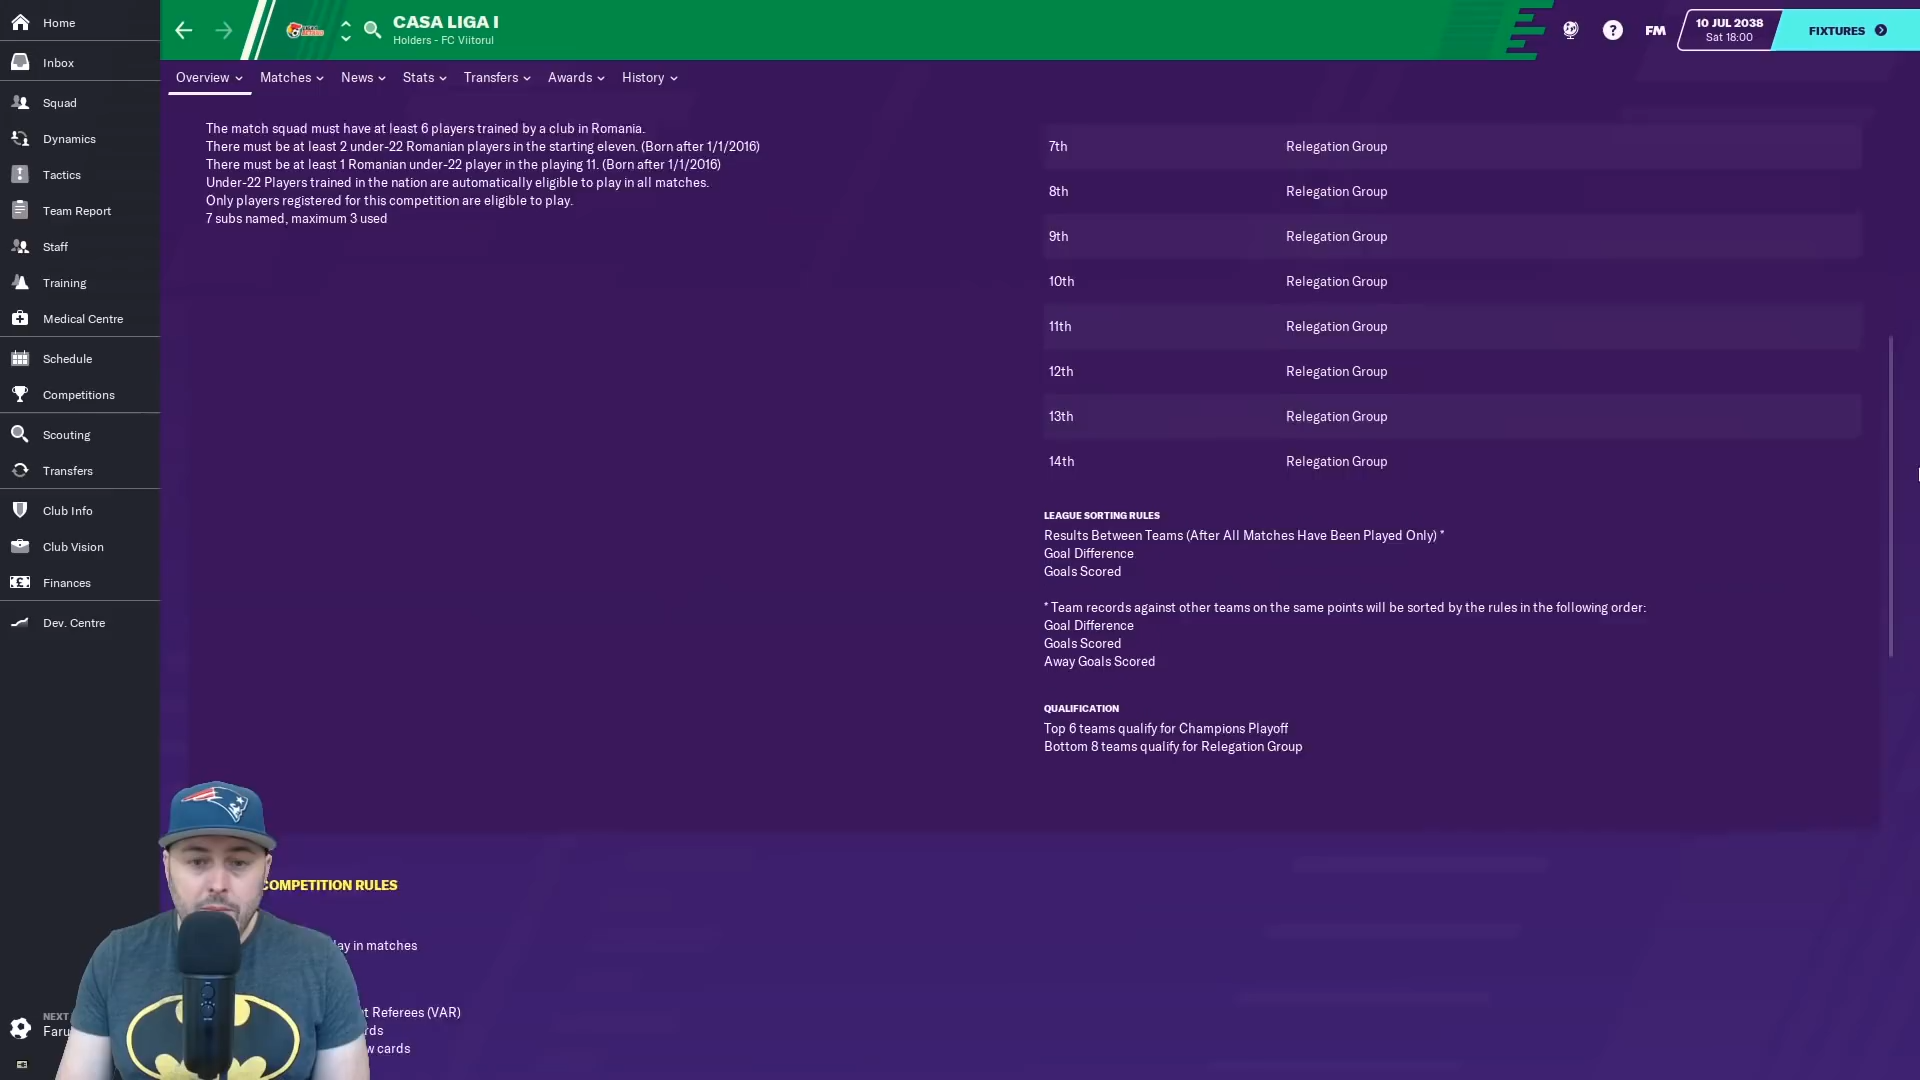 Home
Inbox
Squad
Dynamics
Tactics
Team Report
Staff
Training
Medical Centre
Schedule
Competitions
Scouting
Transfers
Club Info
Club Vision
Finances
Dev. Centre
NEXT
Faru
CASA LIGA I
Holders - FC Viitorul
FM
10 JUL 2038
Sat 18:00
FIXTURES
Overview
Matches
News
Stats
Transfers
Awards
History
The match squad must have at least 6 players trained by a club in Romania.
There must be at least 2 under-22 Romanian players in the starting eleven. (Born after 1/1/2016)
There must be at least 1 Romanian under-22 player in the playing 11. (Born after 1/1/2016)
Under-22 Players trained in the nation are automatically eligible to play in all matches.
Only players registered for this competition are eligible to play.
7 subs named, maximum 3 used
7th Relegation Group
8th Relegation Group
9th Relegation Group
10th Relegation Group
11th Relegation Group
12th Relegation Group
13th Relegation Group
14th Relegation Group
LEAGUE SORTING RULES
Results Between Teams (After All Matches Have Been Played Only) *
Goal Difference
Goals Scored
* Team records against other teams on the same points will be sorted by the rules in the following order:
Goal Difference
Goals Scored
Away Goals Scored
QUALIFICATION
Top 6 teams qualify for Champions Playoff
Bottom 8 teams qualify for Relegation Group
COMPETITION RULES
lay in matches
t Referees (VAR)
rds
w cards